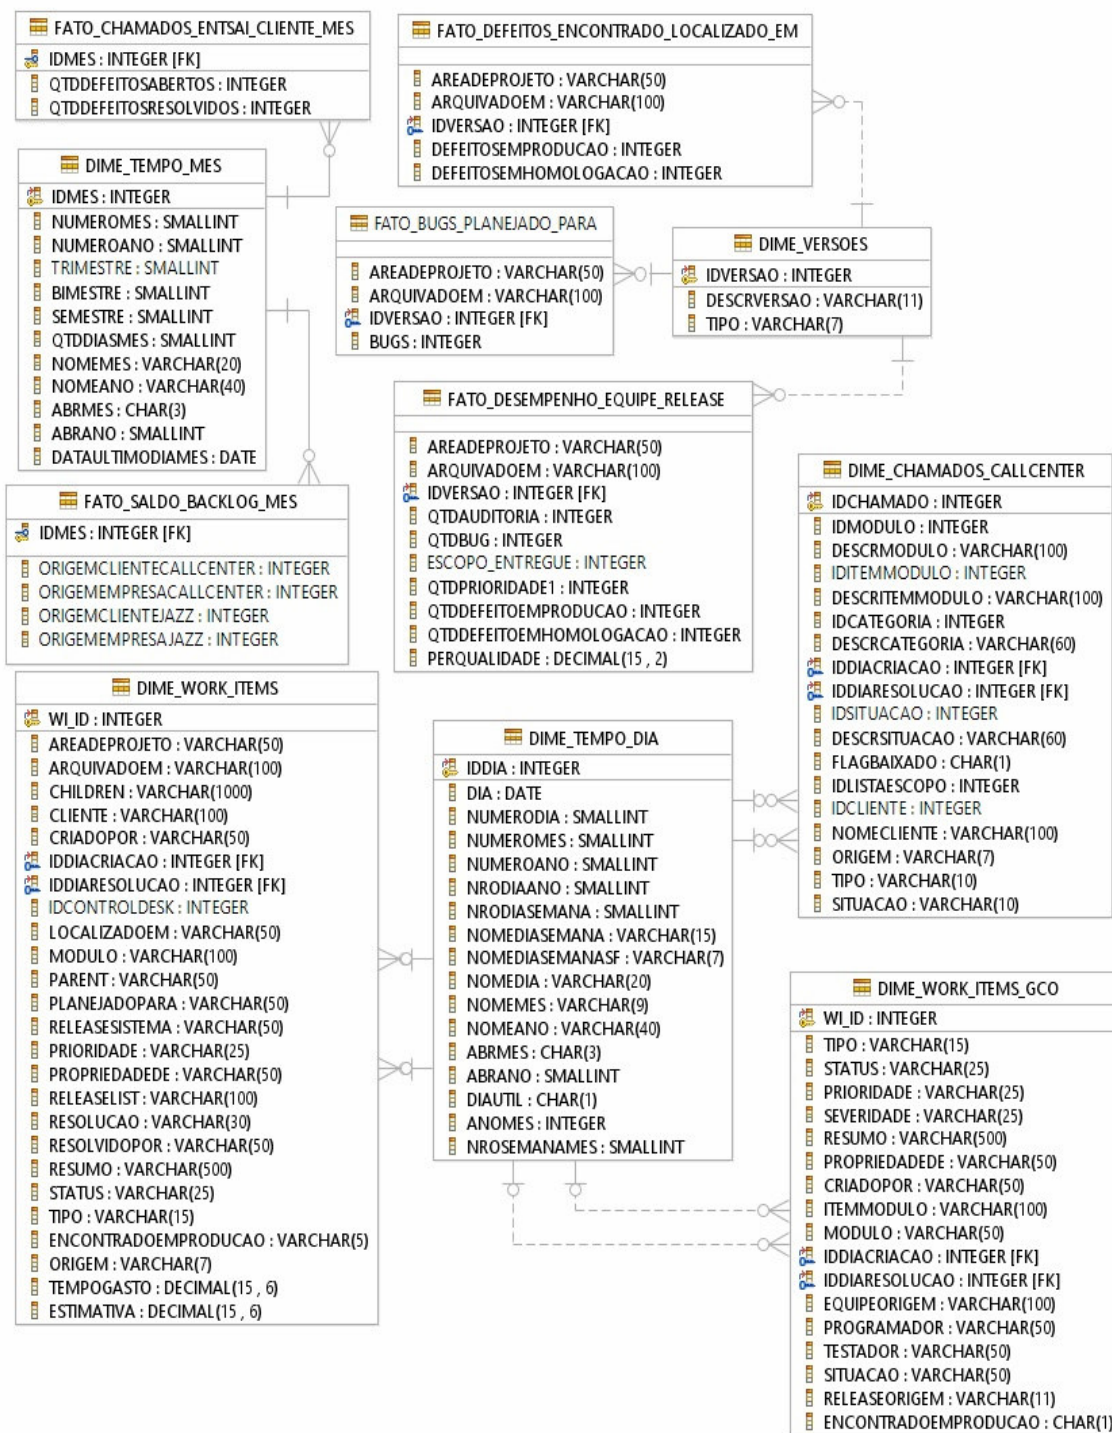 FATO_CHAMADOS_ENTSAI_CLIENTE_MES
IDMES : INTEGER [FK]
QTDDEFEITOSABERTOS : INTEGER
QTDDEFEITOSRESOLVIDOS : INTEGER
FATO_DEFEITOS_ENCONTRADO_LOCALIZADO_EM
AREADEPROJETO : VARCHAR(50)
ARQUIVADOEM : VARCHAR(100)
IDVERSAO : INTEGER [FK]
DEFEITOSEMPRODUCAO : INTEGER
DEFEITOSEMHOMOLOGACAO : INTEGER
DIME_TEMPO_MES
IDMES : INTEGER
NUMEROMES : SMALLINT
NUMEROANO : SMALLINT
TRIMESTRE : SMALLINT
BIMESTRE : SMALLINT
SEMESTRE : SMALLINT
QTDDIASMES : SMALLINT
NOMEMES : VARCHAR(20)
NOMEANO : VARCHAR(40)
ABRMES : CHAR(3)
ABRANO : SMALLINT
DATAULTIMODIAMES : DATE
FATO_BUGS_PLANEJADO_PARA
AREADEPROJETO : VARCHAR(50)
ARQUIVADOEM : VARCHAR(100)
IDVERSAO : INTEGER [FK]
BUGS : INTEGER
DIME_VERSOES
IDVERSAO : INTEGER
DESCRVERSAO : VARCHAR(11)
TIPO : VARCHAR(7)
FATO_DESEMPENHO_EQUIPE_RELEASE
AREADEPROJETO : VARCHAR(50)
ARQUIVADOEM : VARCHAR(100)
IDVERSAO : INTEGER [FK]
QTDAUDITORIA : INTEGER
QTDBUG : INTEGER
ESCOPO_ENTREGUE : INTEGER
QTDPRIORIDADE1 : INTEGER
QTDDEFEITOEMPRODUCAO : INTEGER
QTDDEFEITOEMHOMOLOGACAO : INTEGER
PERQUALIDADE : DECIMAL(15 , 2)
FATO_SALDO_BACKLOG_MES
IDMES : INTEGER [FK]
ORIGEMCLIENTECALLCENTER : INTEGER
ORIGEMEMPRESACALLCENTER : INTEGER
ORIGEMCLIENTEJAZZ : INTEGER
ORIGEMEMPRESAJAZZ : INTEGER
DIME_CHAMADOS_CALLCENTER
IDCHAMADO : INTEGER
IDMODULO : INTEGER
DESCRMODULO : VARCHAR(100)
IDITEMMODULO : INTEGER
DESCRITEMMODULO : VARCHAR(100)
IDCATEGORIA : INTEGER
DESCRCATEGORIA : VARCHAR(60)
IDDIACRIACAO : INTEGER [FK]
IDDIARESOLUCAO : INTEGER [FK]
IDSITUACAO : INTEGER
DESCRSITUACAO : VARCHAR(60)
FLAGBAIXADO : CHAR(1)
IDLISTAESCOPO : INTEGER
IDCLIENTE : INTEGER
NOMECLIENTE : VARCHAR(100)
ORIGEM : VARCHAR(7)
TIPO : VARCHAR(10)
SITUACAO : VARCHAR(10)
DIME_WORK_ITEMS
WI_ID : INTEGER
AREADEPROJETO : VARCHAR(50)
ARQUIVADOEM : VARCHAR(100)
CHILDREN : VARCHAR(1000)
CLIENTE : VARCHAR(100)
CRIADOPOR : VARCHAR(50)
IDDIACRIACAO : INTEGER [FK]
IDDIARESOLUCAO : INTEGER [FK]
IDCONTROLDESK : INTEGER
LOCALIZADOEM : VARCHAR(50)
MODULO : VARCHAR(100)
PARENT : VARCHAR(50)
PLANEJADOPARA : VARCHAR(50)
RELEASESISTEMA : VARCHAR(50)
PRIORIDADE : VARCHAR(25)
PROPRIEDADEDE : VARCHAR(50)
RELEASELIST : VARCHAR(100)
RESOLUCAO : VARCHAR(30)
RESOLVIDOPOR : VARCHAR(50)
RESUMO : VARCHAR(500)
STATUS : VARCHAR(25)
TIPO : VARCHAR(15)
ENCONTRADOEMPRODUCAO : VARCHAR(5)
ORIGEM : VARCHAR(7)
TEMPOGASTO : DECIMAL(15 , 6)
ESTIMATIVA : DECIMAL(15 , 6)
DIME_TEMPO_DIA
IDDIA : INTEGER
DIA : DATE
NUMERODIA : SMALLINT
NUMEROMES : SMALLINT
NUMEROANO : SMALLINT
NRODIAANO : SMALLINT
NRODIASEMANA : SMALLINT
NOMEDIASEMANA : VARCHAR(15)
NOMEDIASEMANASF : VARCHAR(7)
NOMEDIA : VARCHAR(20)
NOMEMES : VARCHAR(9)
NOMEANO : VARCHAR(40)
ABRMES : CHAR(3)
ABRANO : SMALLINT
DIAUTIL : CHAR(1)
ANOMES : INTEGER
NROSEMANAMES : SMALLINT
DIME_WORK_ITEMS_GCO
WI_ID : INTEGER
TIPO : VARCHAR(15)
STATUS : VARCHAR(25)
PRIORIDADE : VARCHAR(25)
SEVERIDADE : VARCHAR(25)
RESUMO : VARCHAR(500)
PROPRIEDADEDE : VARCHAR(50)
CRIADOPOR : VARCHAR(50)
ITEMMODULO : VARCHAR(100)
MODULO : VARCHAR(50)
IDDIACRIACAO : INTEGER [FK]
IDDIARESOLUCAO : INTEGER [FK]
EQUIPEORIGEM : VARCHAR(100)
PROGRAMADOR : VARCHAR(50)
TESTADOR : VARCHAR(50)
SITUACAO : VARCHAR(50)
RELEASEORIGEM : VARCHAR(11)
ENCONTRADOEMPRODUCAO : CHAR(1)